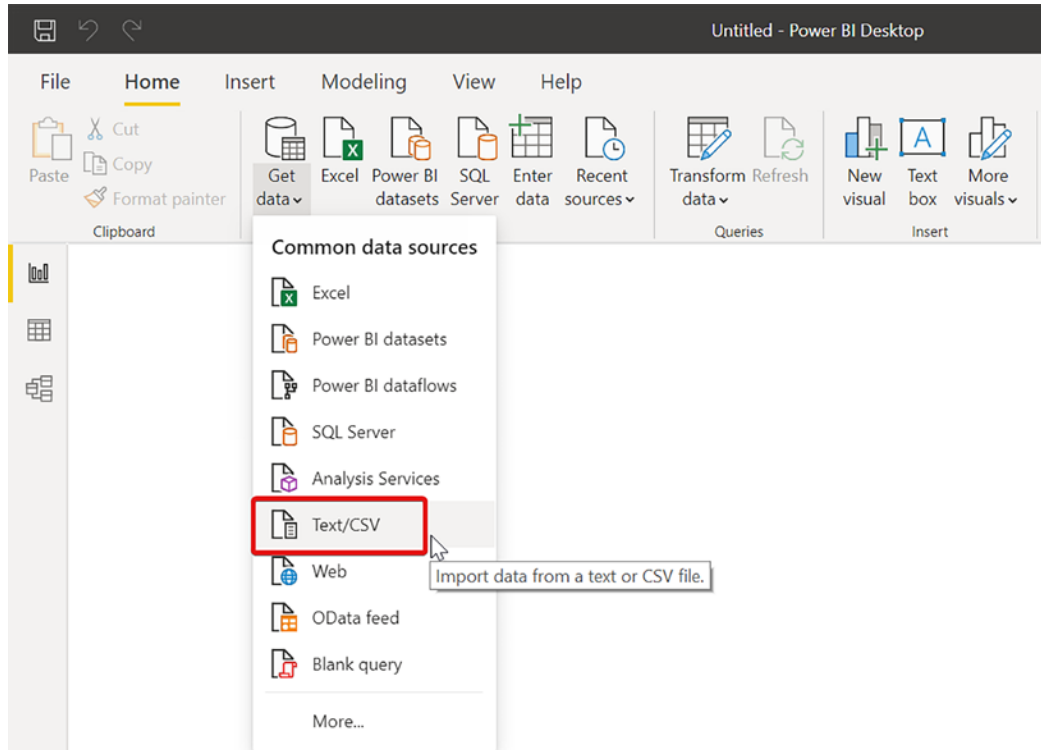 Untitled - Power BI Desktop
File Home Insert Modeling View Help
Paste
Cut
Copy
Format painter
Clipboard
Get
data
Excel
Power BI
datasets
SQL
Server
Enter
data
Recent
sources
Transform
data
Refresh
Queries
New
visual
Text
box
More
visuals
Insert
Common data sources
Excel
Power BI datasets
Power BI dataflows
SQL Server
Analysis Services
Text/CSV
Web
Import data from a text or CSV file.
OData feed
Blank query
More...